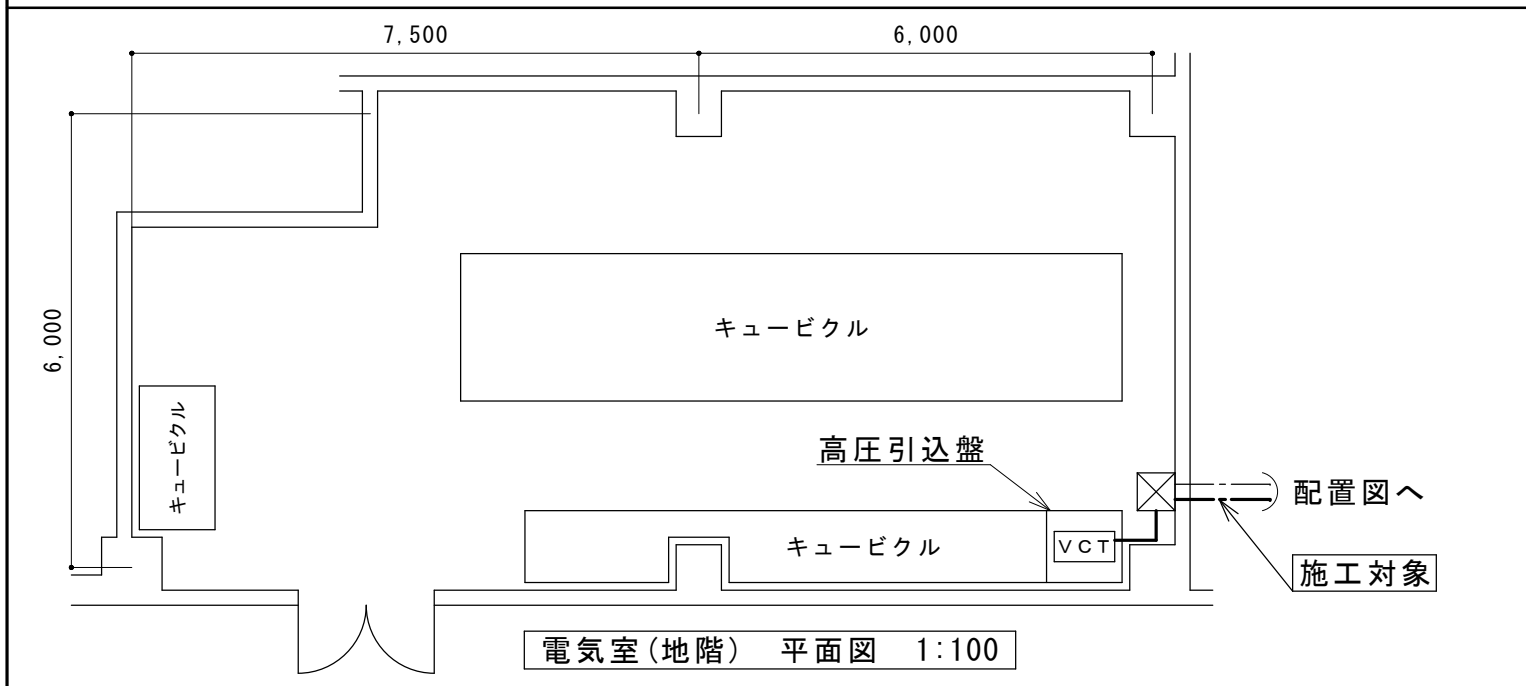 7,500
6,000
6,000
キュービクル
キュービクル
高圧引込盤
配置図へ
キュービクル
VCT
施工対象
電気室(地階) 平面図 1:100